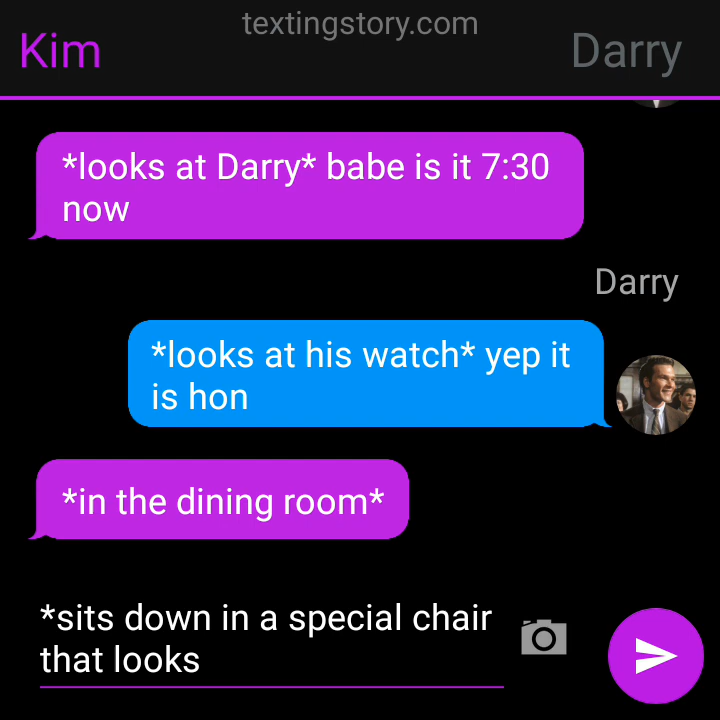 textingstory.com
Kim
Darry
*looks at Darry* babe is it 7:30
now
Darry
*looks at his watch* yep it
is hon
*in the dining room*
*sits down in a special chair
that looks